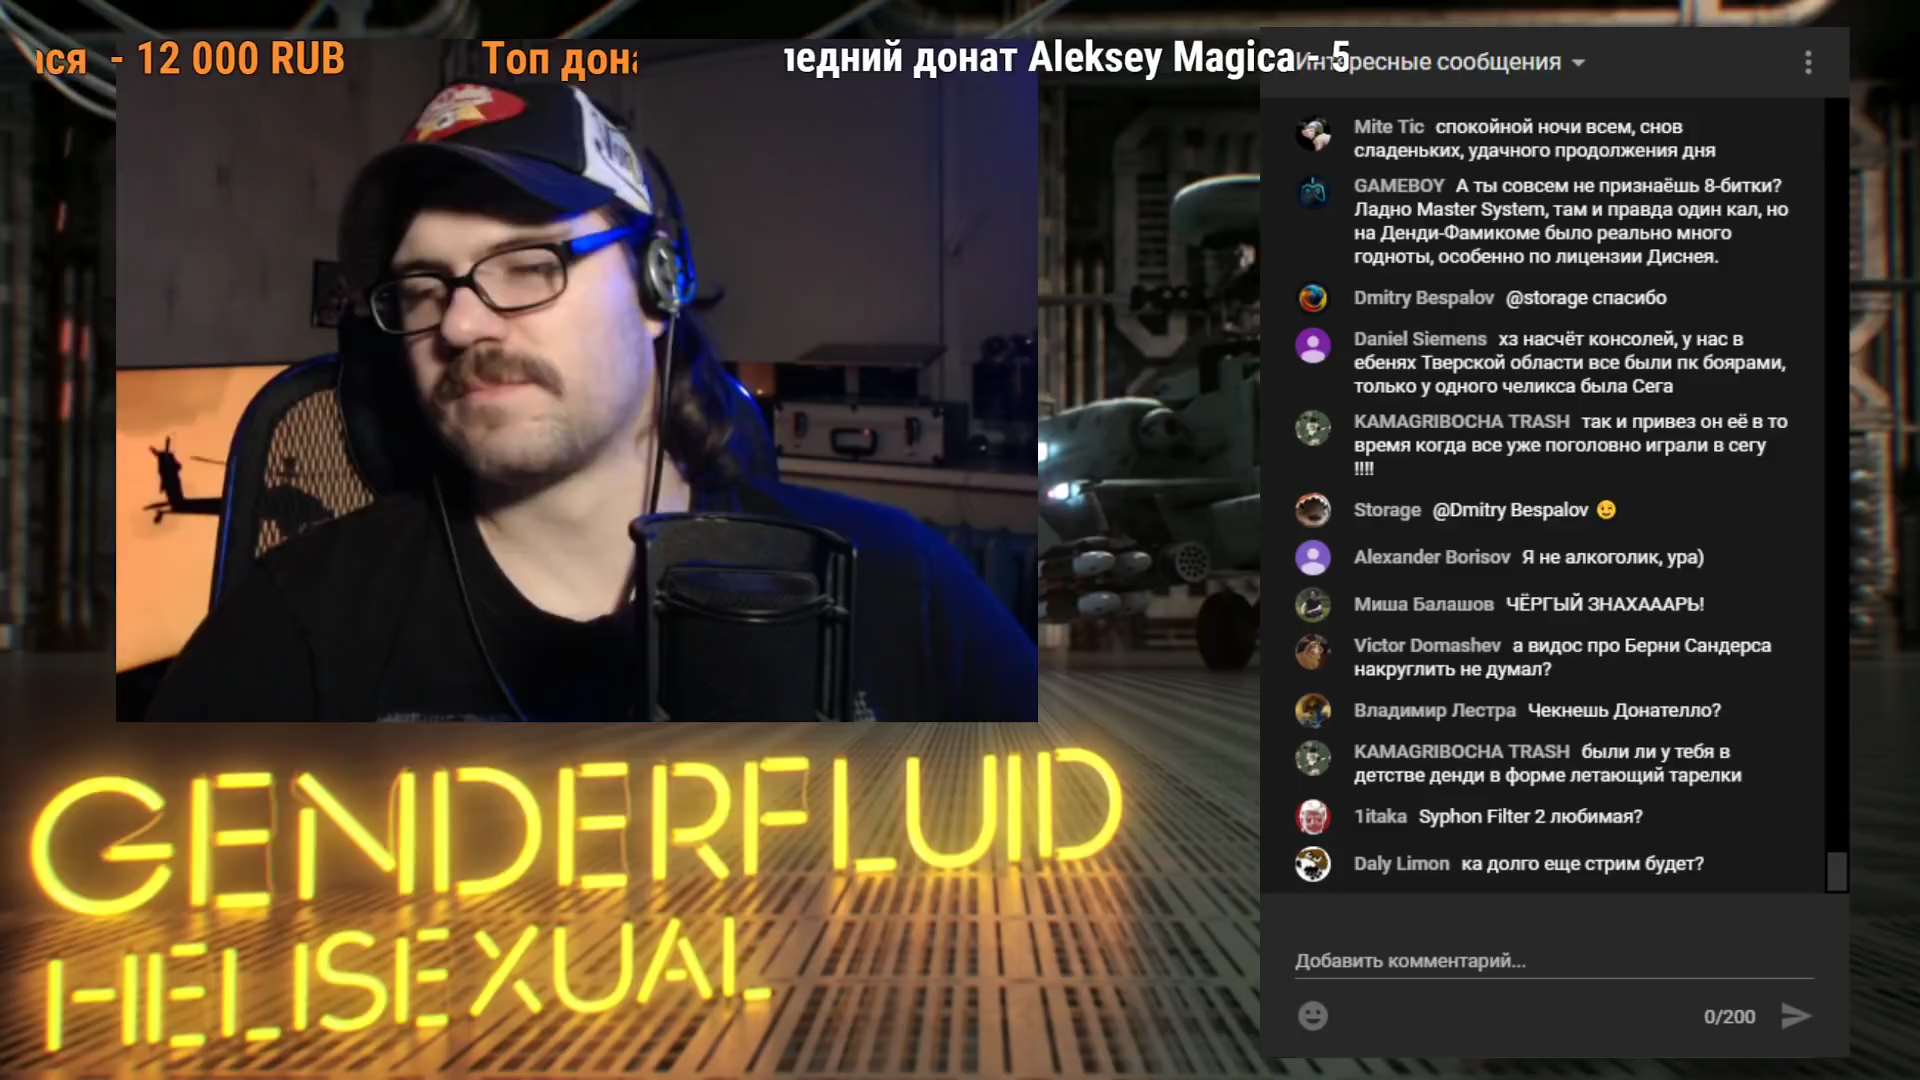 ся - 12 000 RUB
Топ дона
ледний донат Aleksey Magica - 5
Интересные сообщения
Mite Tic спокойной ночи всем, снов
сладеньких, удачного продолжения дня
GAMEBOY А ты совсем не признаёшь 8-битки?
Ладно Master System, там и правда один кал, но
на Денди-Фамикоме было реально много
годноты, особенно по лицензии Диснея.
Dmitry Bespalov @storage спасибо
Daniel Siemens хз насчёт консолей, у нас в
ебенях Тверской области все были пк боярами,
только у одного челикса была Сега
KAMAGRIBOCHA TRASH так и привез он её в то
время когда все уже поголовно играли в сегу
!!!!
Storage @Dmitry Bespalov 😉
Alexander Borisov Я не алкоголик, ура)
Миша Балашов ЧЁРГЫЙ ЗНАХАААРЬ!
Victor Domashev а видос про Берни Сандерса
накруглить не думал?
Владимир Лестра Чекнешь Донателло?
KAMAGRIBOCHA TRASH были ли у тебя в
детстве денди в форме летающий тарелки
1itaka Syphon Filter 2 любимая?
Daly Limon ка долго еще стрим будет?
Добавить комментарий...
0/200
GENDERFLUID
HELISEXUAL